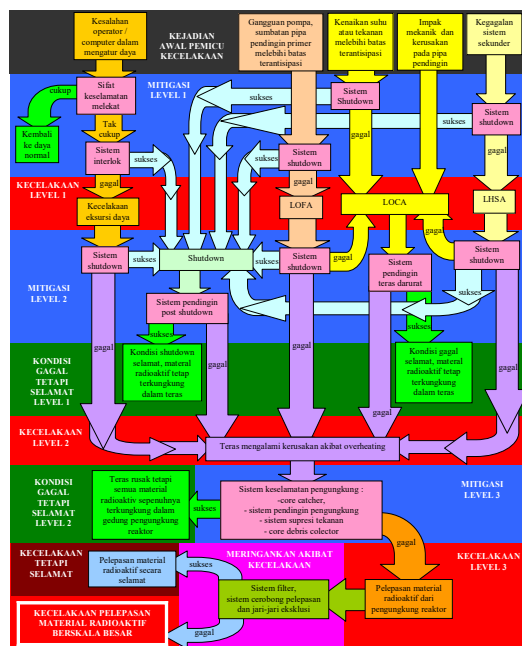 Kesalahan
operator /
computer dalam
mengatur daya
KEJADIAN
AWAL PEMICU
KECELAKAAN
Gangguan pompa,
sumbatan pipa
pendingin primer
melebihi batas
terantisipasi
Kenaikan suhu
atau tekanan
melebihi batas
terantisipasi
Impak
mekanik dan
kerusakan
pada pipa
pendingin
Kegagalan
sistem
sekunder
MITIGASI
LEVEL 1
cukup
Sifat
keselamatan
melekat
sukses
Sistem
Shutdown
Kembali
ke daya
normal
Tak
cukup
gagal
sukses
Sistem
shutdown
Sistem
interlok
sukses
sukses
Sistem
shutdown
gagal
KECELAKAAN
LEVEL 1
gagal
gagal
Kecelakaan
eksursi daya
LOFA
LOCA
LHSA
Sistem
shutdown
sukses
Shutdown
sukses
Sistem
shutdown
gagal
Sistem
pendingin
teras darurat
Sistem
shutdown
MITIGASI
LEVEL 2
Sistem pendingin
post shutdown
sukses
sukses
sukses
gagal
KONDISI
GAGAL
TETAPI
SELAMAT
LEVEL 1
Kondisi shutdown
selamat, materal
radioaktif tetap
terkungkung
dalam teras
gagal
gagal
gagal
Kondisi gagal
selamat, material
radioaktif tetap
terkungkung
dalam teras
gagal
KECELAKAAN
LEVEL 2
Teras mengalami kerusakan akibat overheating
KONDISI
GAGAL
TETAPI
SELAMAT
LEVEL 2
Teras rusak tetapi
semua material
radioaktiv sepenuhnya
terkungkung dalam
gedung pengungkung
reaktor
sukses
Sistem keselamatan pengungkung :
-core catcher,
- sistem pendingin pengungkung
- sistem supresi tekanan
- core debris colector
MITIGASI
LEVEL 3
gagal
KECELAKAAN
TETAPI
SELAMAT
Pelepasan material
radioaktif secara
selamat
sukses
MERINGANKAN AKIBAT
KECELAKAAN
KECELAKAAN
LEVEL 3
Sistem filter,
sistem cerobong pelepasan
dan jari-jari eksklusi
Pelepasan material
radioaktif dari
pengungkung reaktor
KECELAKAAN PELEPASAN
MATERIAL RADIOAKTIF
BERSKALA BESAR
gagal